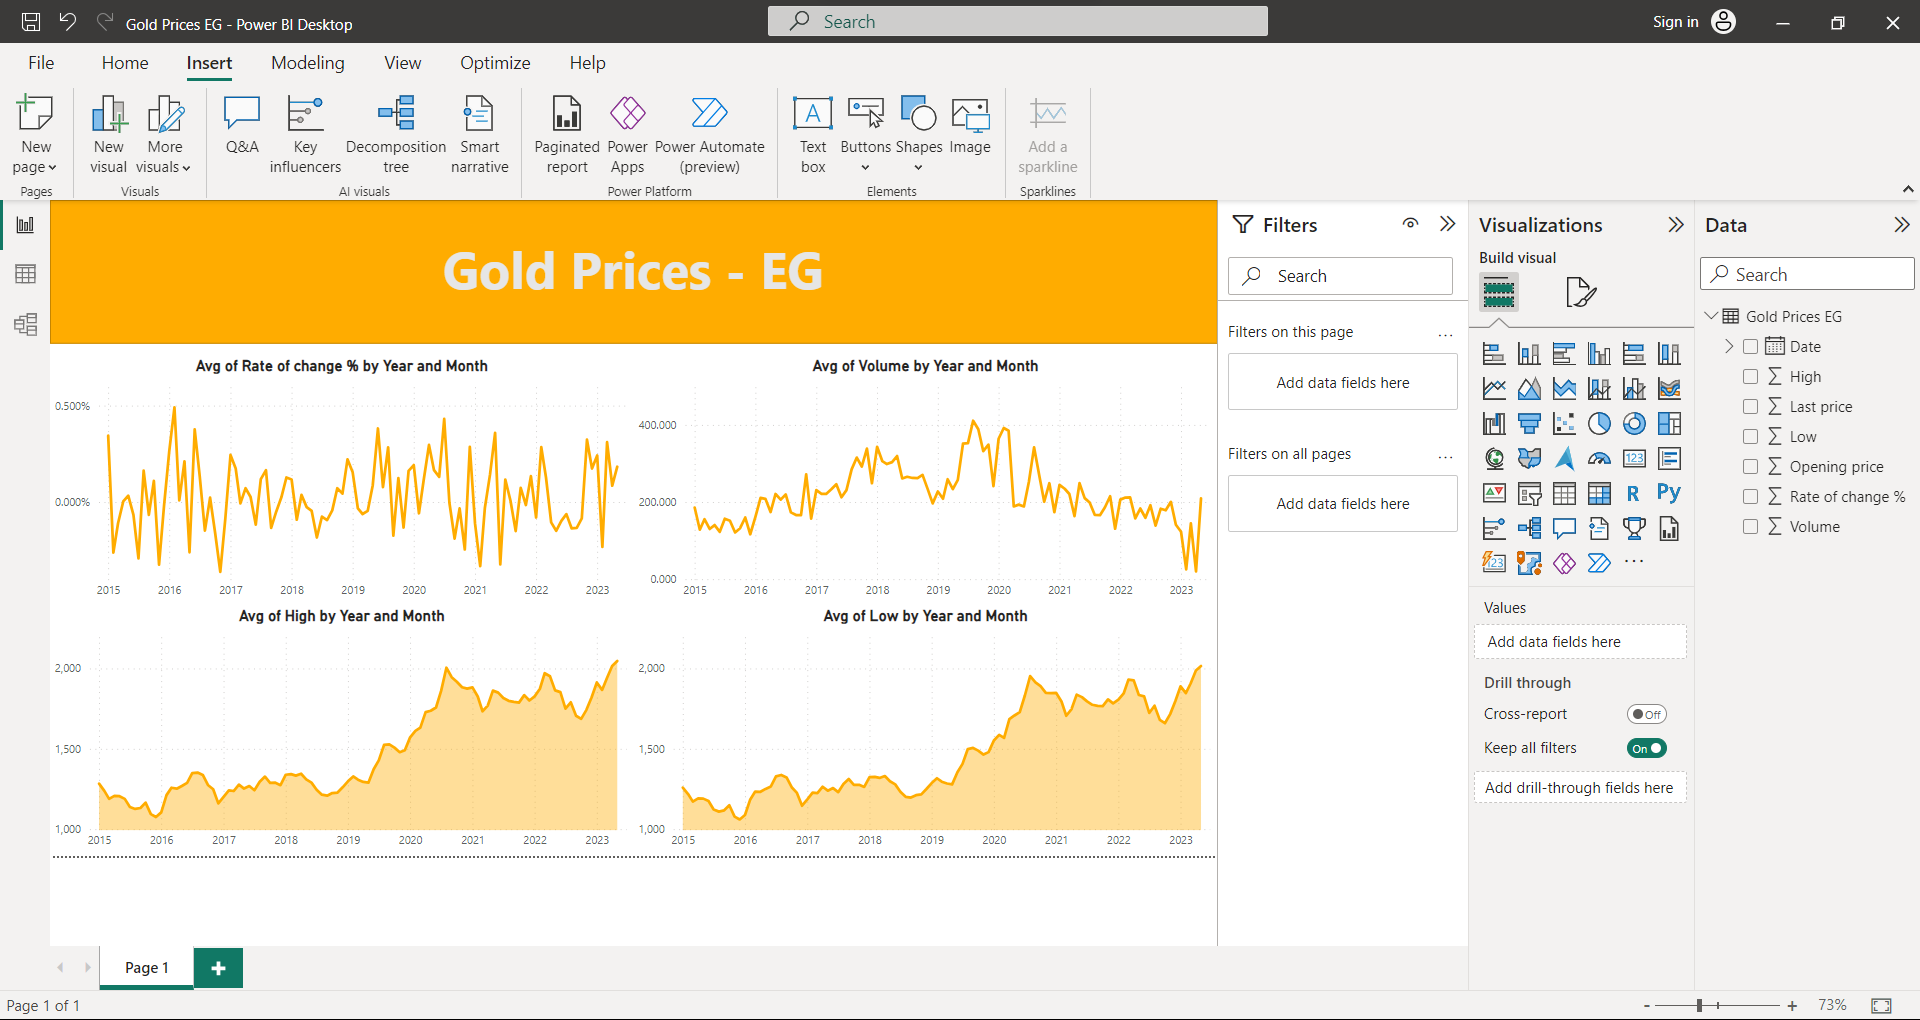 Gold Prices EG - Power BI Desktop
Search
Sign in
File
Home
Insert
Modeling
View
Optimize
Help
New page
New visual
More visuals
Q&A
Key influencers
Decomposition tree
Smart narrative
Paginated report
Power Apps
Power Automate (preview)
Text box
Buttons
Shapes
Image
Add a sparkline
Pages
Visuals
AI visuals
Power Platform
Elements
Sparklines
Gold Prices - EG
Avg of Rate of change % by Year and Month
0.500%
0.000%
2015 2016 2017 2018 2019 2020 2021 2022 2023
Avg of Volume by Year and Month
400.000
200.000
0.000
2015 2016 2017 2018 2019 2020 2021 2022 2023
Avg of High by Year and Month
2,000
1,500
1,000
2015 2016 2017 2018 2019 2020 2021 2022 2023
Avg of Low by Year and Month
2,000
1,500
1,000
2015 2016 2017 2018 2019 2020 2021 2022 2023
Filters
Search
Filters on this page ...
Add data fields here
Filters on all pages ...
Add data fields here
Visualizations
Build visual
123
R
Py
123
...
Values
Add data fields here
Drill through
Cross-report
Off
Keep all filters
On
Add drill-through fields here
Data
Search
Gold Prices EG
Date
High
Last price
Low
Opening price
Rate of change %
Volume
Page 1
Page 1 of 1
- + 73%